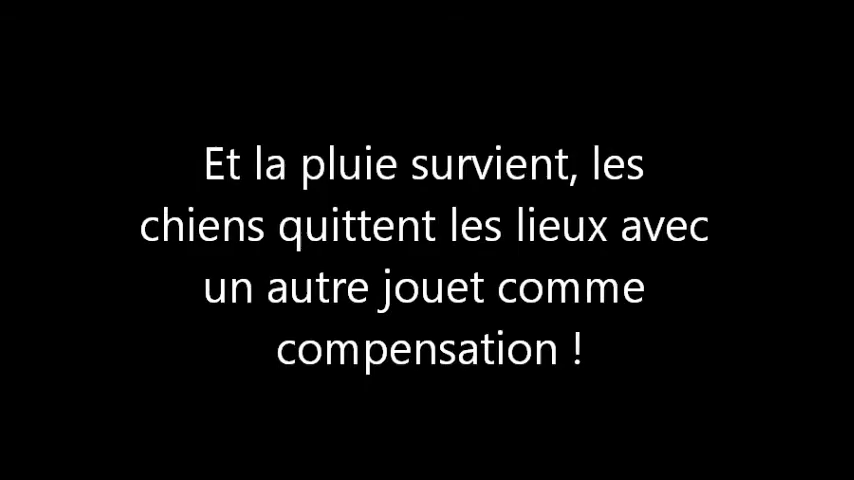 Et la pluie survient, les
chiens quittent les lieux avec
un autre jouet comme
compensation !